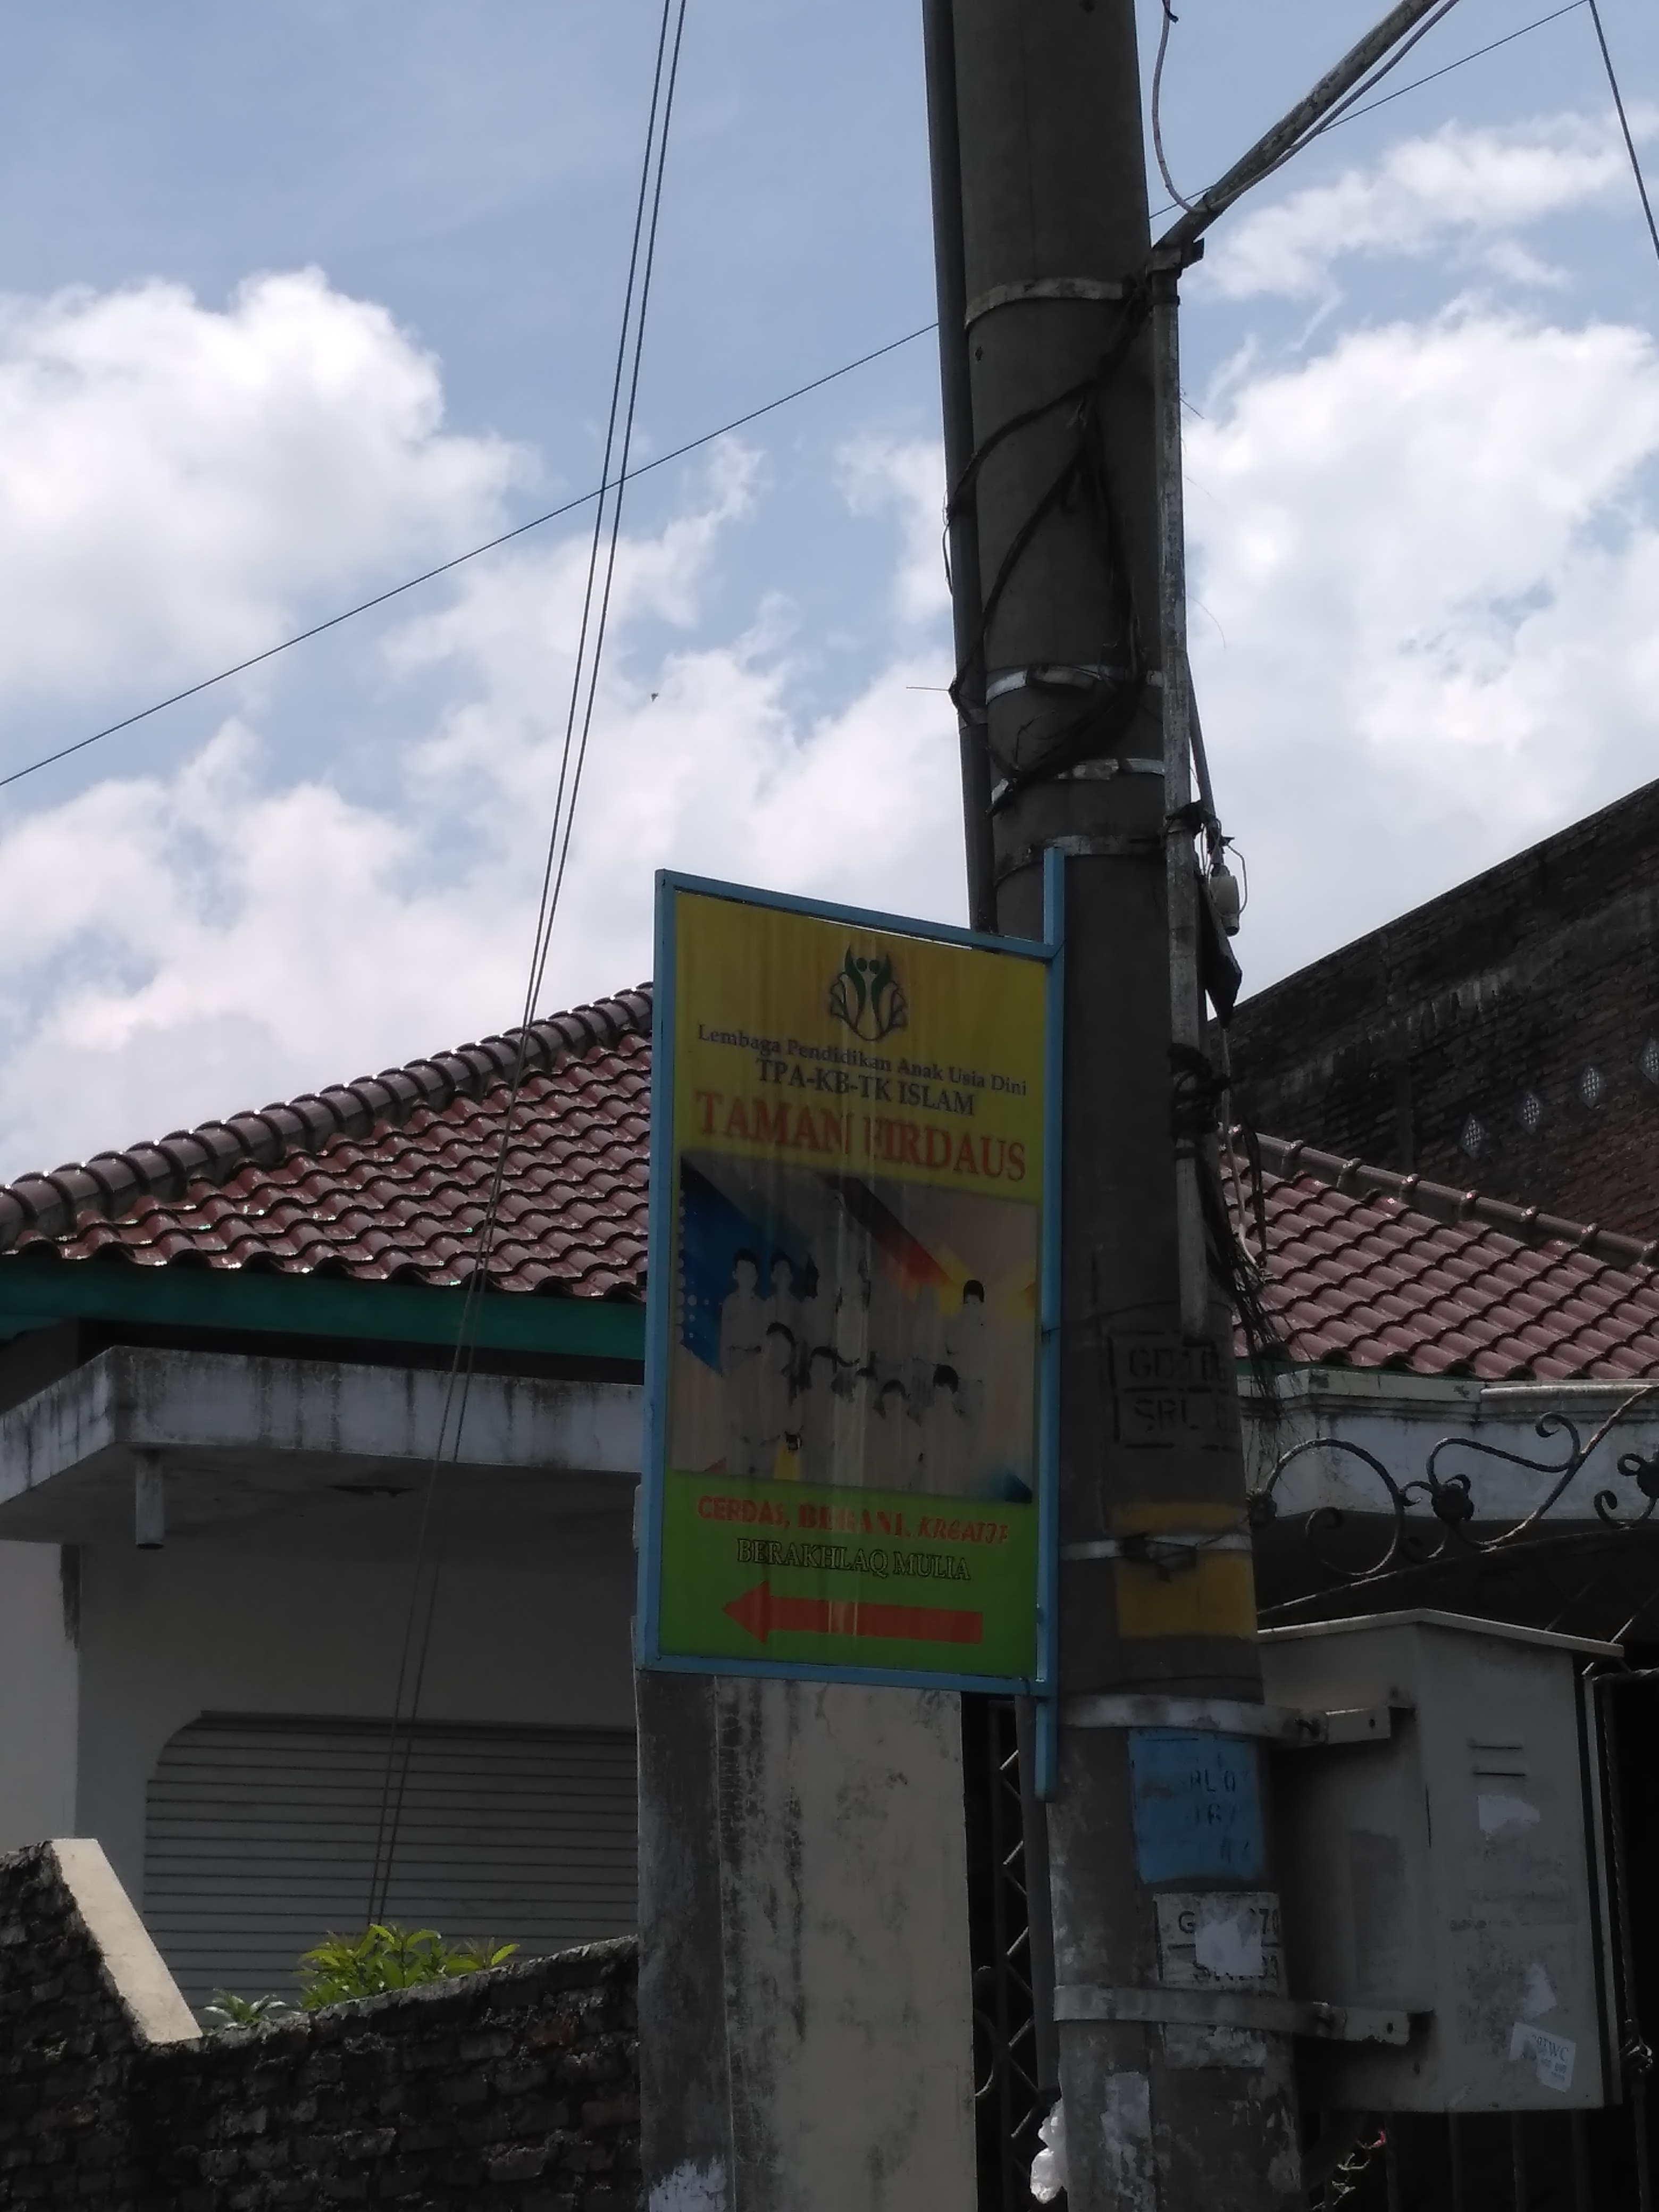 Lembaga Pendidikan Anak Usia Dini
TPA-KB-TK ISLAM
TAMAN FIRDAUS
CERDAS, BERANI, KREATIF
BERAKHLAQ MULIA